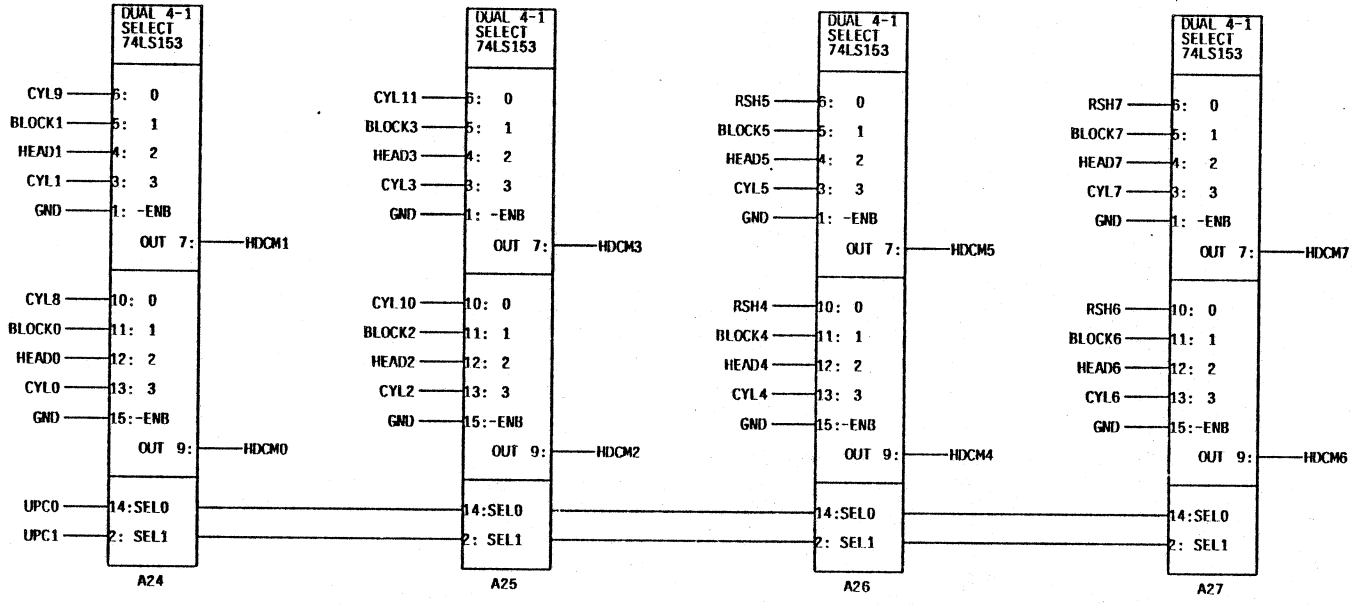 DUAL 4-1
SELECT
74LS153
CYL9 6: 0
BLOCK1 5: 1
HEAD1 4: 2
CYL1 3: 3
GND 1: -ENB
OUT 7: HDCM1
CYL8 10: 0
BLOCK0 11: 1
HEAD0 12: 2
CYL0 13: 3
GND 15:-ENB
OUT 9: HDCM0
UPC0 14:SEL0
UPC1 2: SEL1
A24
DUAL 4-1
SELECT
74LS153
CYL11 6: 0
BLOCK3 5: 1
HEAD3 4: 2
CYL3 3: 3
GND 1: -ENB
OUT 7: HDCM3
CYL10 10: 0
BLOCK2 11: 1
HEAD2 12: 2
CYL2 13: 3
GND 15:-ENB
OUT 9: HDCM2
14:SEL0
2: SEL1
A25
DUAL 4-1
SELECT
74LS153
RSH5 6: 0
BLOCK5 5: 1
HEAD5 4: 2
CYL5 3: 3
GND 1: -ENB
OUT 7: HDCM5
RSH4 10: 0
BLOCK4 11: 1
HEAD4 12: 2
CYL4 13: 3
GND 15:-ENB
OUT 9: HDCM4
14:SEL0
2: SEL1
A26
DUAL 4-1
SELECT
74LS153
RSH7 6: 0
BLOCK7 5: 1
HEAD7 4: 2
CYL7 3: 3
GND 1: -ENB
OUT 7: HDCM7
RSH6 10: 0
BLOCK6 11: 1
HEAD6 12: 2
CYL6 13: 3
GND 15:-ENB
OUT 9: HDCM6
14:SEL0
2: SEL1
A27